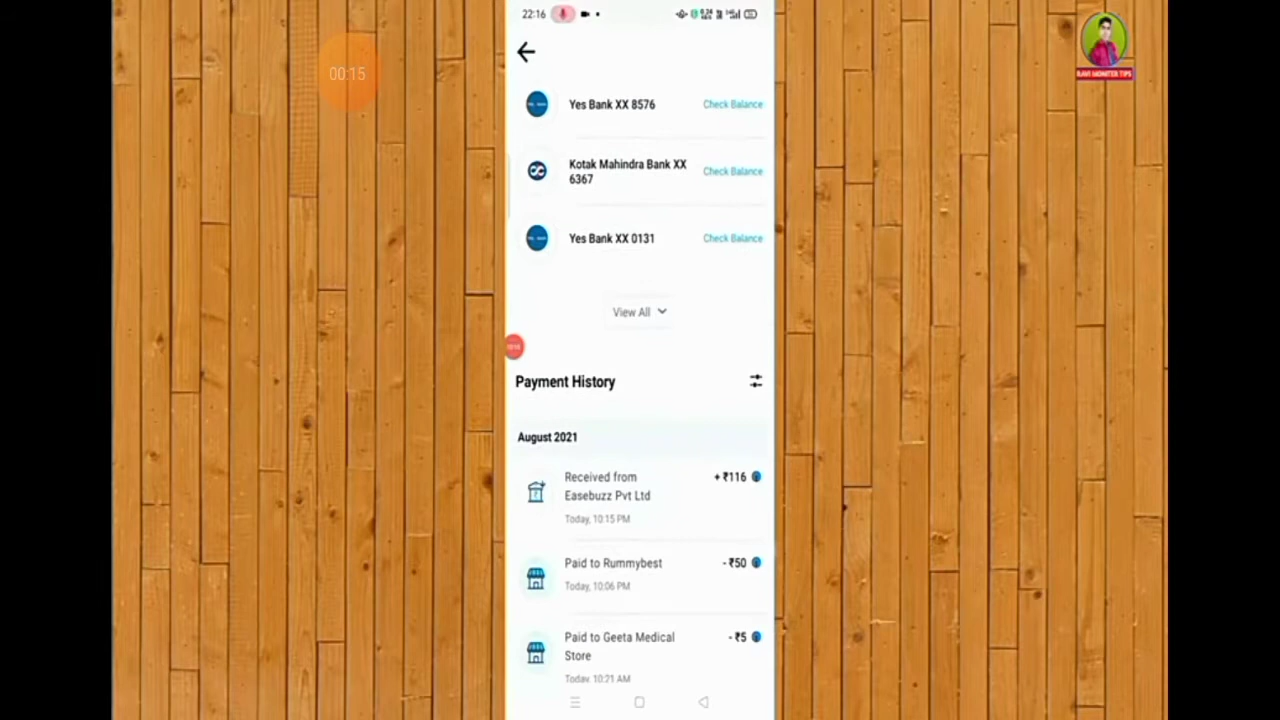 22:16
00:15
RAVI MONITER TIPS
Yes Bank XX 8576
Check Balance
Kotak Mahindra Bank XX
6367
Check Balance
Yes Bank XX 0131
Check Balance
View All
Payment History
August 2021
Received from
Easebuzz Pvt Ltd
+ ₹116
Today, 10:15 PM
Paid to Rummybest
- ₹50
Today, 10:06 PM
Paid to Geeta Medical
Store
- ₹5
Today, 10:21 AM